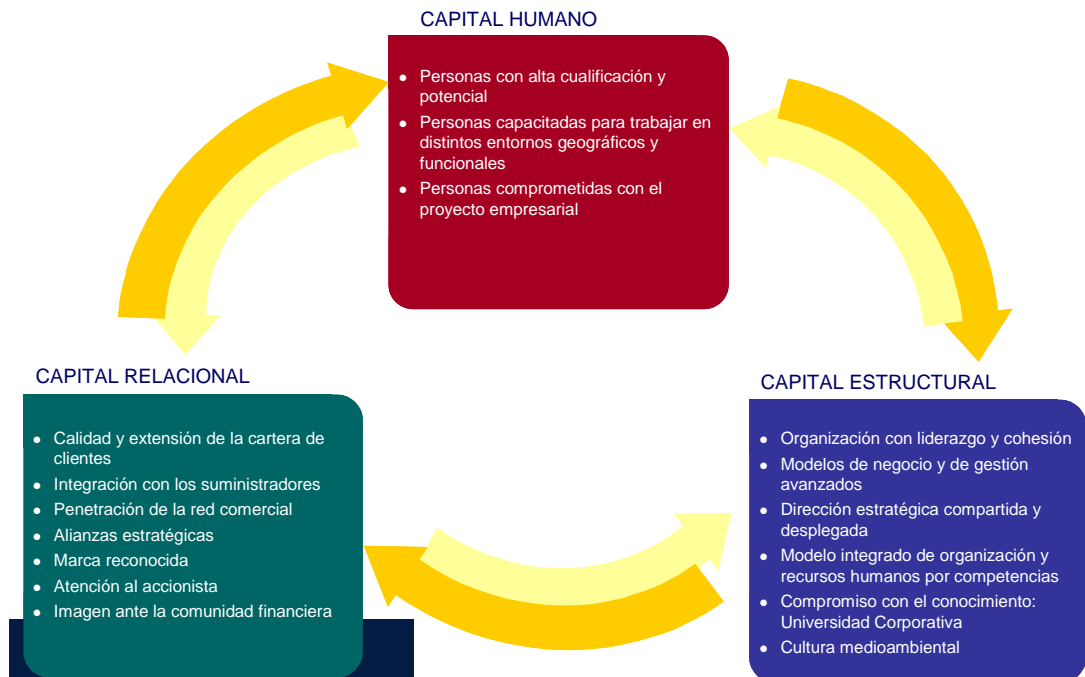 CAPITAL HUMANO
● Personas con alta cualificación y
potencial
● Personas capacitadas para trabajar en
distintos entornos geográficos y
funcionales
● Personas comprometidas con el
proyecto empresarial
CAPITAL RELACIONAL
● Calidad y extensión de la cartera de
clientes
● Integración con los suministradores
● Penetración de la red comercial
● Alianzas estratégicas
● Marca reconocida
● Atención al accionista
● Imagen ante la comunidad financiera
CAPITAL ESTRUCTURAL
● Organización con liderazgo y cohesión
● Modelos de negocio y de gestión
avanzados
● Dirección estratégica compartida y
desplegada
● Modelo integrado de organización y
recursos humanos por competencias
● Compromiso con el conocimiento:
Universidad Corporativa
● Cultura medioambiental